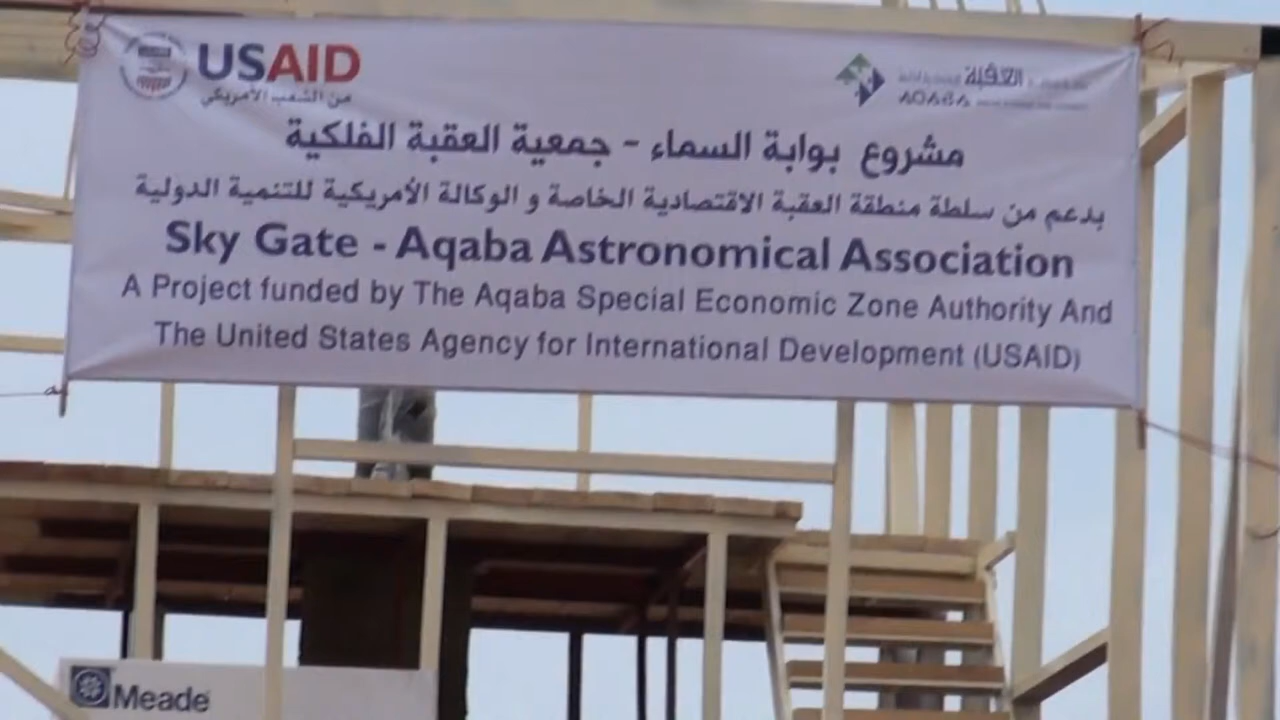 USAID
من الشعب الأمريكي
العقبة
AQABA
مشروع بوابة السماء - جمعية العقبة الفلكية
بدعم من سلطة منطقة العقبة الاقتصادية الخاصة و الوكالة الأمريكية للتنمية الدولية
Sky Gate - Aqaba Astronomical Association
A Project funded by The Aqaba Special Economic Zone Authority And
The United States Agency for International Development (USAID)
Meade